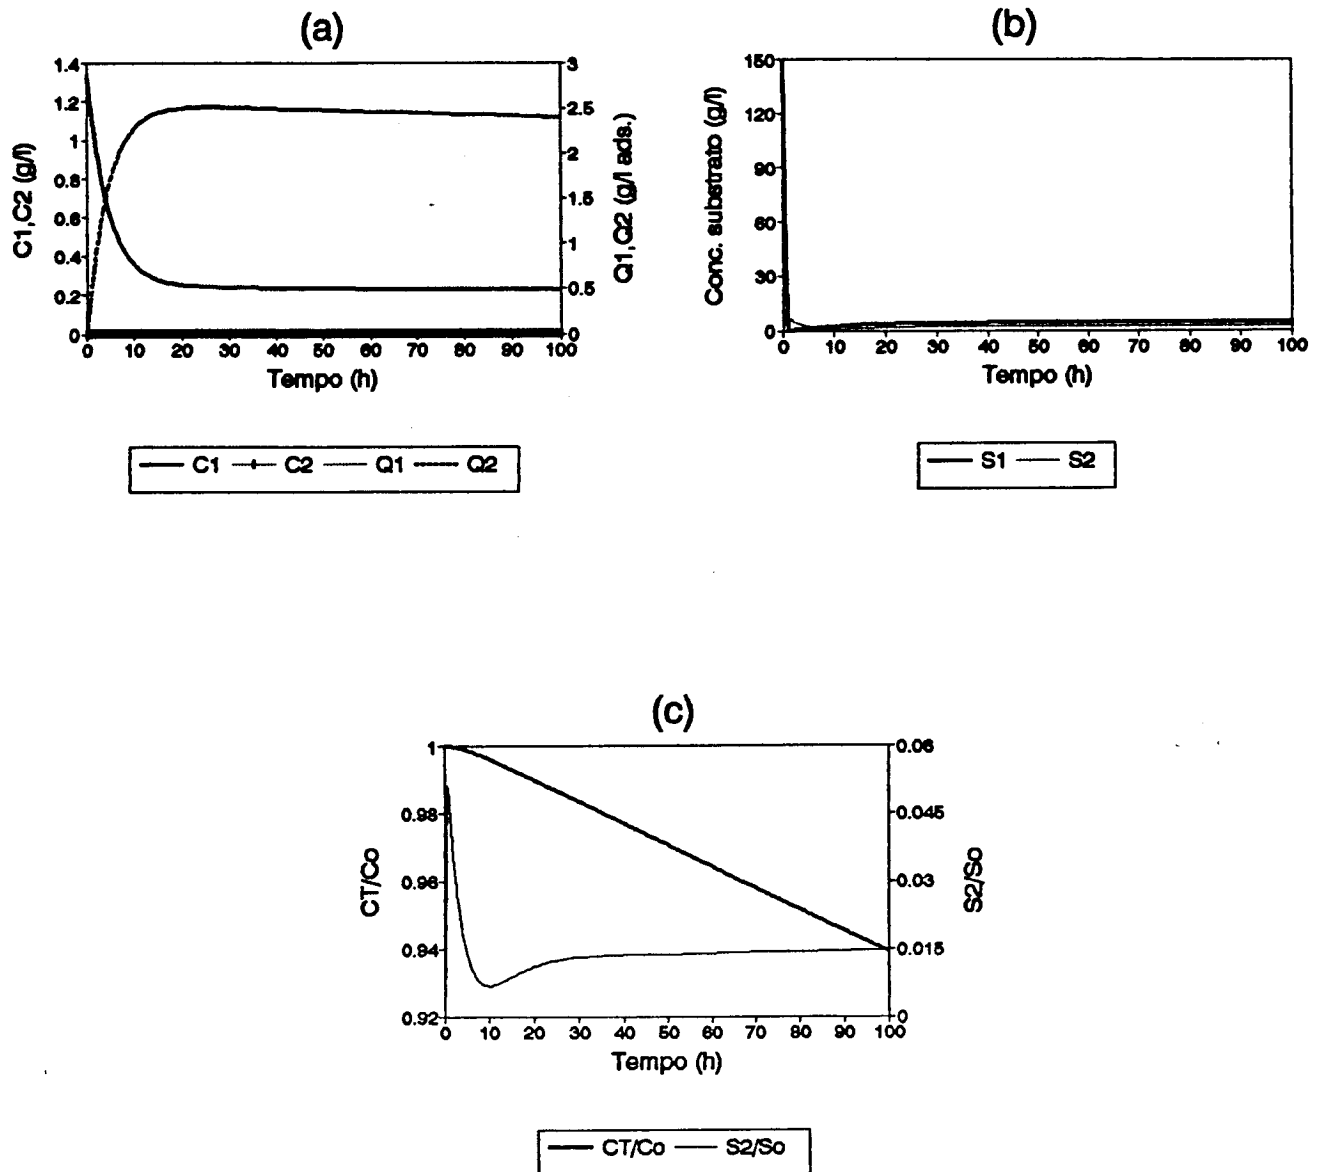 (a)
1.4
1.2
1
0.8
0.6
0.4
0.2
0
C1,C2 (g/l)
3
2.5
2
1.5
1
0.5
0
Q1,Q2 (g/l ads.)
0 10 20 30 40 50 60 70 80 90 100
Tempo (h)
C1 C2 Q1 Q2
(b)
150
120
90
60
30
0
Conc. substrato (g/l)
0 10 20 30 40 50 60 70 80 90 100
Tempo (h)
S1 S2
(c)
1
0.98
0.96
0.94
0.92
CT/Co
0.06
0.045
0.03
0.015
0
S2/So
0 10 20 30 40 50 60 70 80 90 100
Tempo (h)
CT/Co S2/So